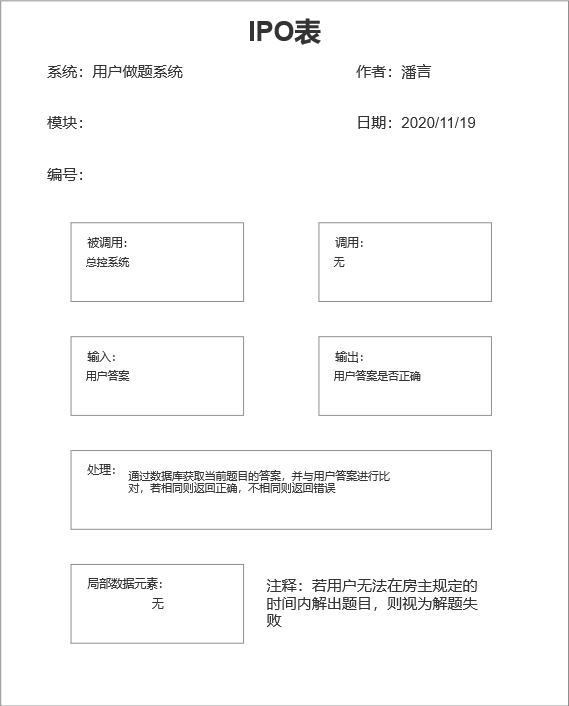 IPO表
系统：用户做题系统
作者：潘言
模块：
日期：2020/11/19
编号：
被调用：
总控系统
调用：
无
输入：
用户答案
输出：
用户答案是否正确
处理：
通过数据库获取当前题目的答案，并与用户答案进行比
对，若相同则返回正确，不相同则返回错误
局部数据元素：
无
注释：若用户无法在房主规定的
时间内解出题目，则视为解题失
败